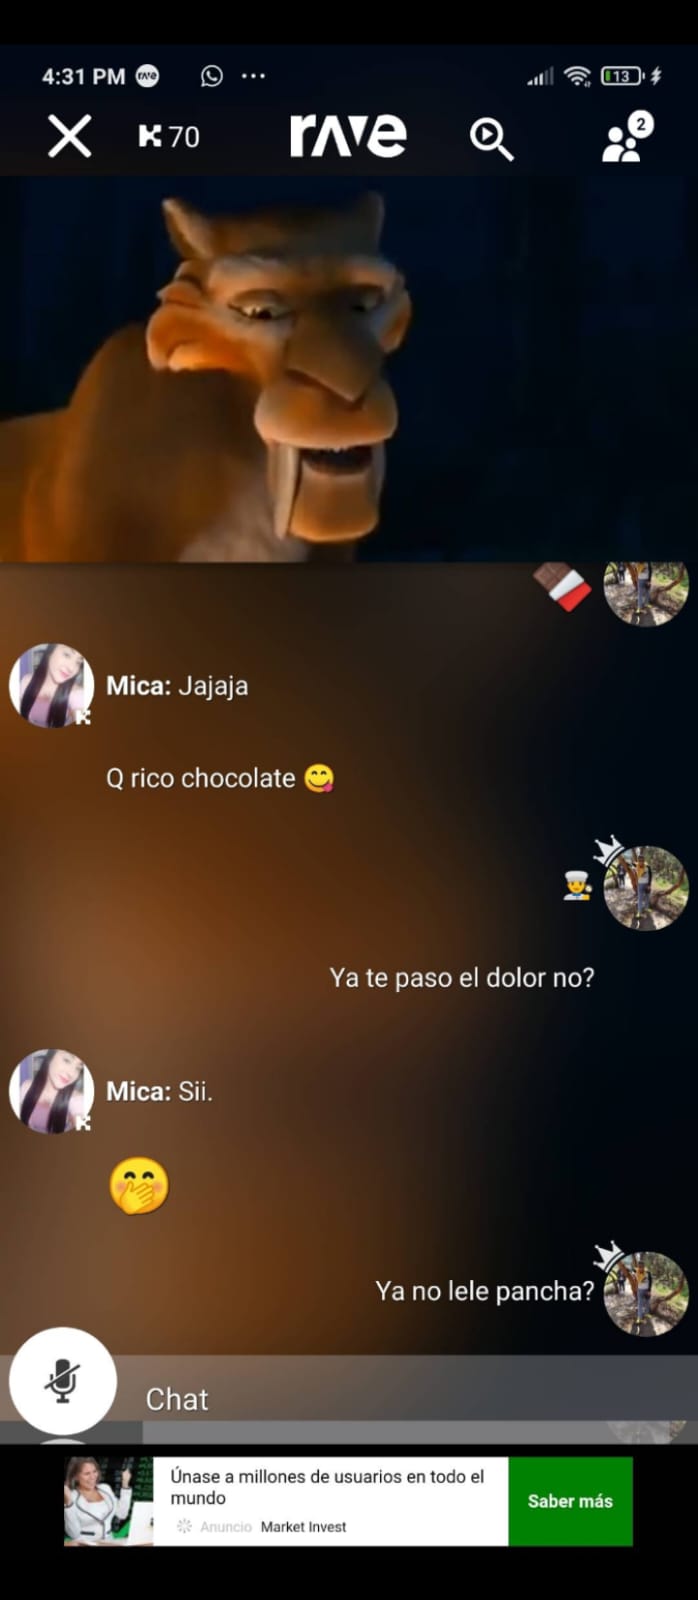 4:31 PM rave
13
70
rave
2
Mica: Jajaja
Q rico chocolate
Ya te paso el dolor no?
Mica: Sii.
Ya no lele pancha?
Chat
Únase a millones de usuarios en todo el
mundo
Anuncio Market Invest
Saber más